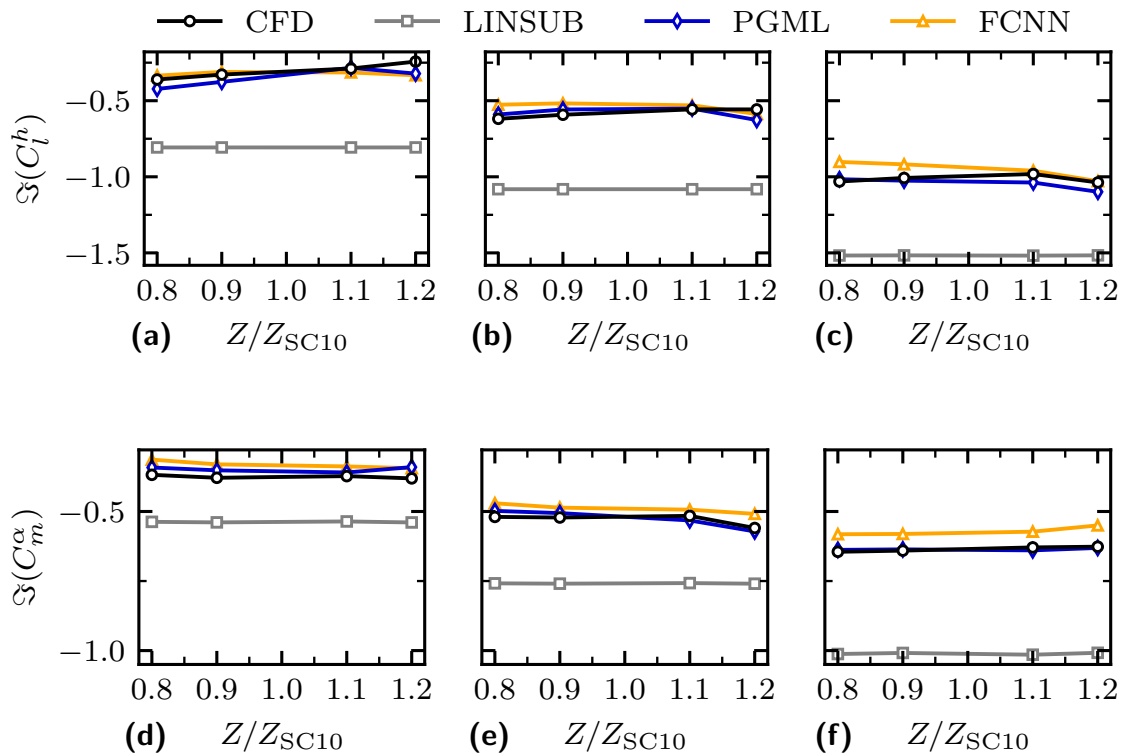 CFD LINSUB PGML FCNN
ℑ(C_l^h)
−0.5
−1.0
−1.5
0.8 0.9 1.0 1.1 1.2 0.8 0.9 1.0 1.1 1.2 0.8 0.9 1.0 1.1 1.2
(a) Z/Z_SC10 (b) Z/Z_SC10 (c) Z/Z_SC10
ℑ(C_m^α)
−0.5
−1.0
0.8 0.9 1.0 1.1 1.2 0.8 0.9 1.0 1.1 1.2 0.8 0.9 1.0 1.1 1.2
(d) Z/Z_SC10 (e) Z/Z_SC10 (f) Z/Z_SC10